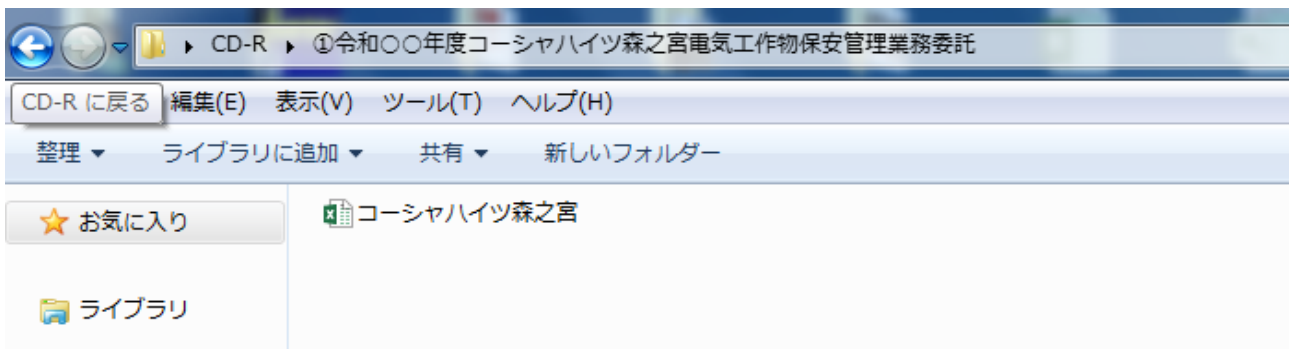 CD-R ▸ ①令和○○年度コーシャハイツ森之宮電気工作物保安管理業務委託
CD-R に戻る 編集(E) 表示(V) ツール(T) ヘルプ(H)
整理 ▼ ライブラリに追加 ▼ 共有 ▼ 新しいフォルダー
お気に入り コーシャハイツ森之宮
ライブラリ